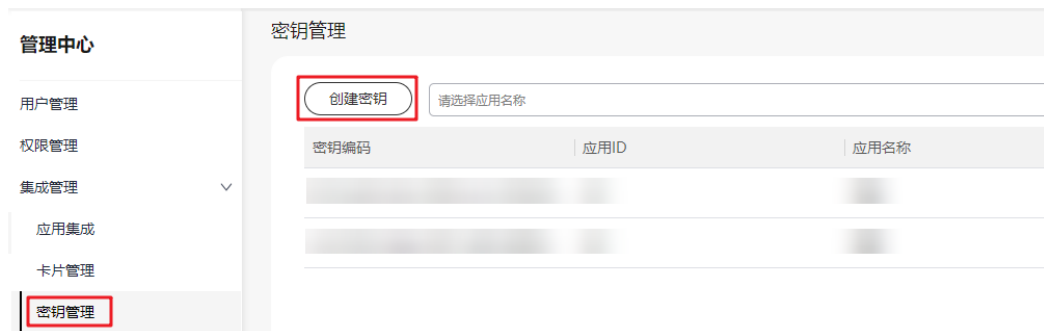 管理中心
用户管理
权限管理
集成管理
应用集成
卡片管理
密钥管理
密钥管理
创建密钥
请选择应用名称
密钥编码
应用ID
应用名称